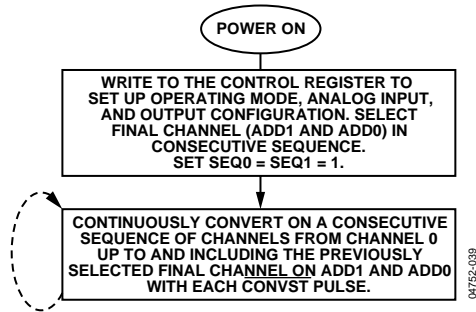 POWER ON
WRITE TO THE CONTROL REGISTER TO
SET UP OPERATING MODE, ANALOG INPUT,
AND OUTPUT CONFIGURATION. SELECT
FINAL CHANNEL (ADD1 AND ADD0) IN
CONSECUTIVE SEQUENCE.
SET SEQ0 = SEQ1 = 1.
CONTINUOUSLY CONVERT ON A CONSECUTIVE
SEQUENCE OF CHANNELS FROM CHANNEL 0
UP TO AND INCLUDING THE PREVIOUSLY
SELECTED FINAL CHANNEL ON ADD1 AND ADD0
WITH EACH CONVST PULSE.
04752-039